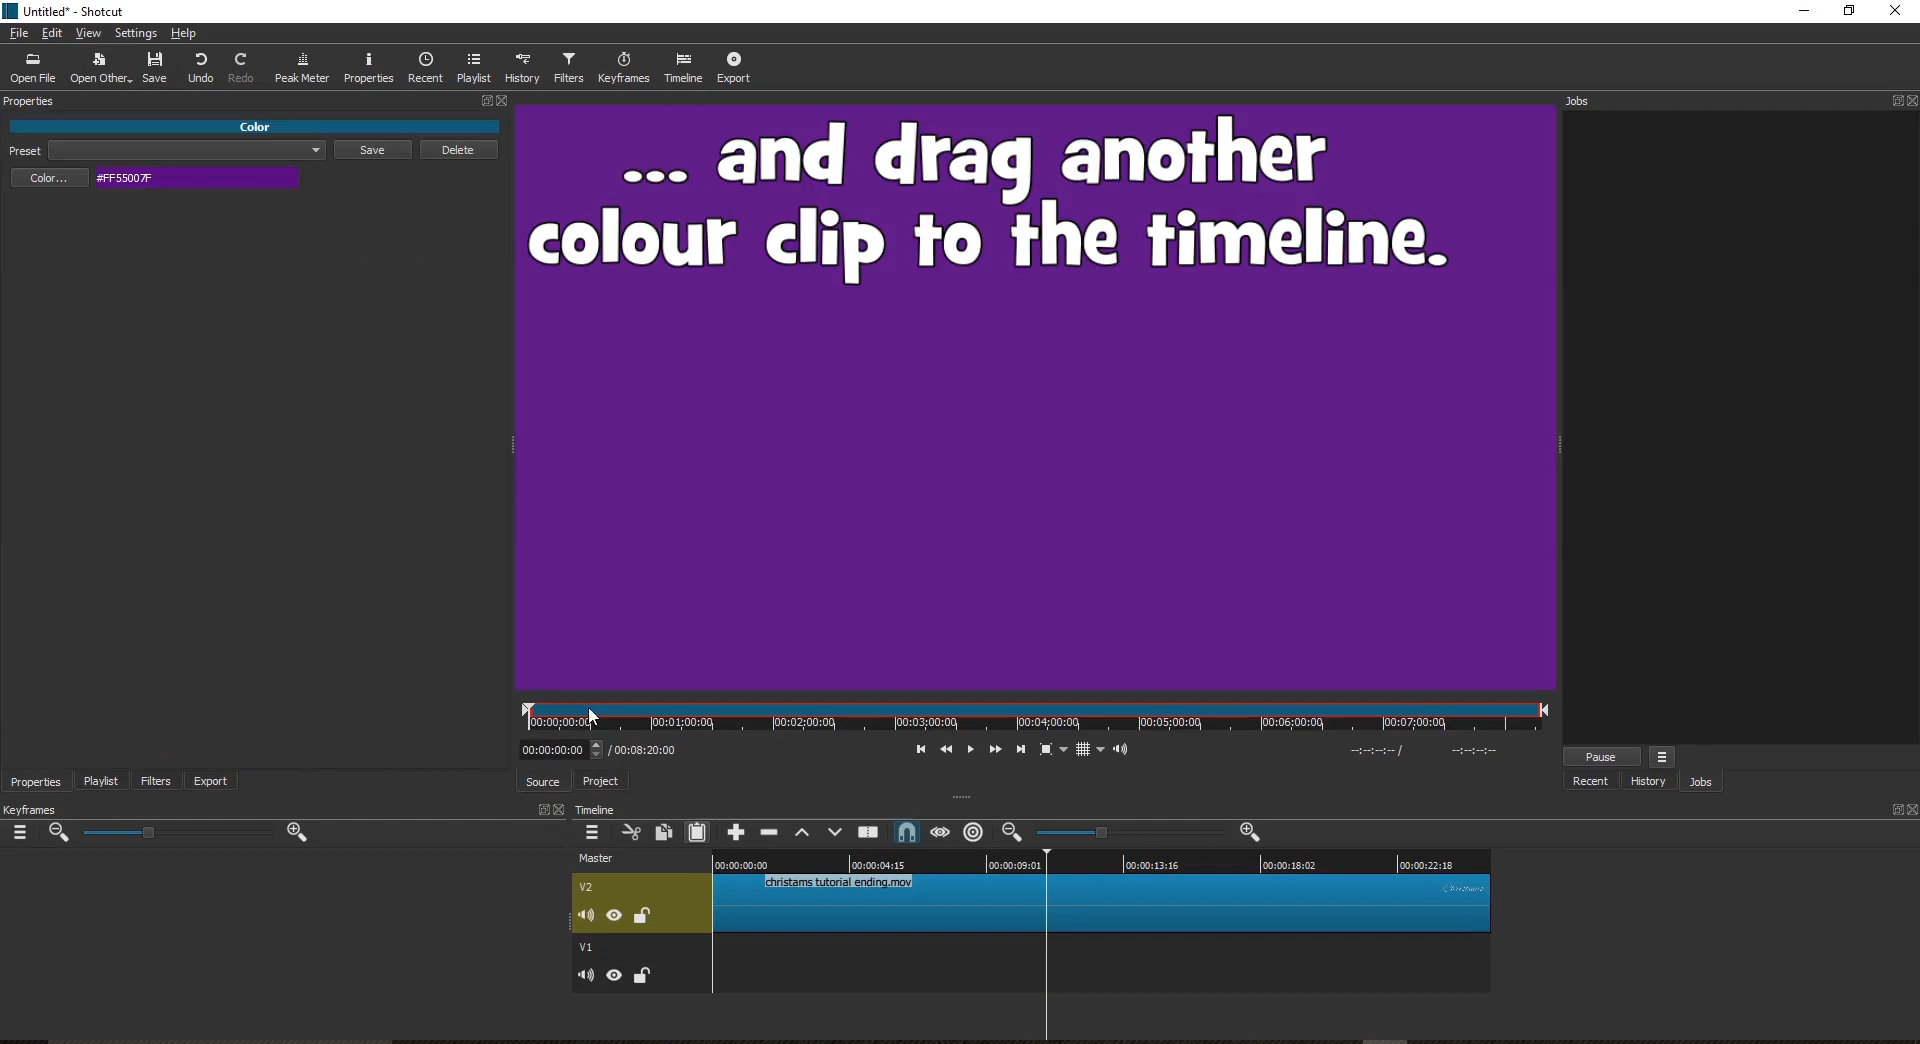 Untitled* - Shotcut
File Edit View Settings Help
Open File Open Other... Save Undo Redo Peak Meter Properties Recent Playlist History Filters Keyframes Timeline Export
Properties
Jobs
Color
Preset Save Delete
Color... #FF55007F
... and drag another
colour clip to the timeline.
00:00:00:00 00:01:00:00 00:02:00:00 00:03:00:00 00:04:00:00 00:05:00:00 00:06:00:00 00:07:00:00
00:00:00:00 / 00:08:20:00 --:--:--:-- / --:--:--:--
Pause
Properties Playlist Filters Export
Source Project
Recent History Jobs
Keyframes
Timeline
Master
00:00:00:00 00:00:04:15 00:00:09:01 00:00:13:16 00:00:18:02 00:00:22:18
V2
christams tutorial ending.mov
V1